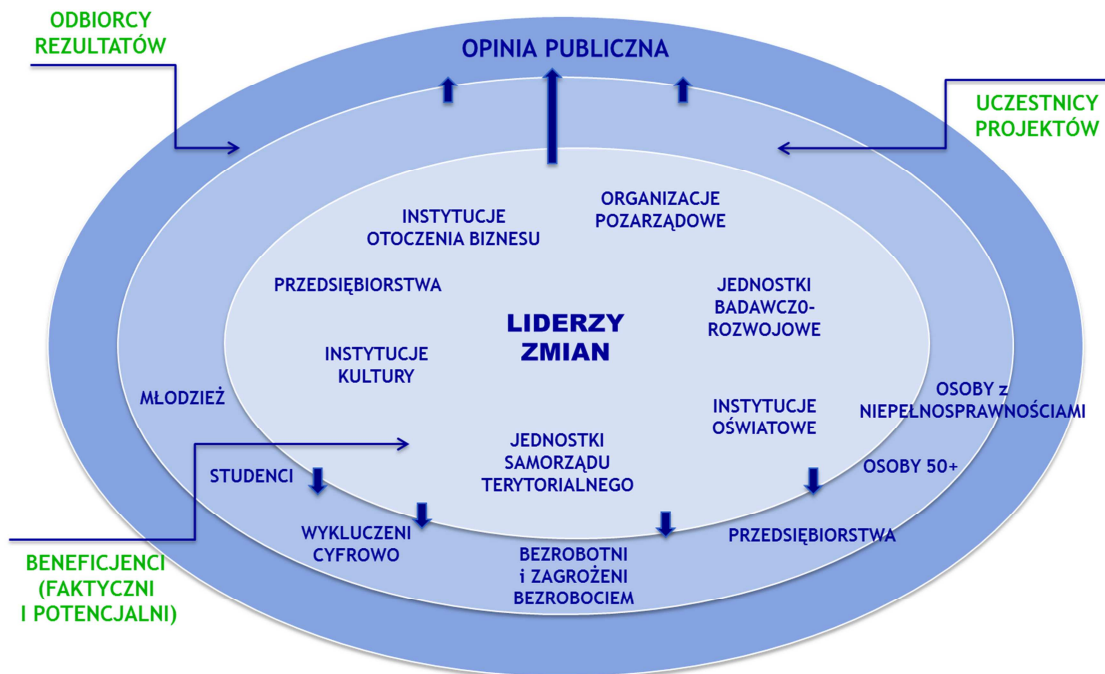 ODBIORCY
REZULTATÓW
OPINIA PUBLICZNA
UCZESTNICY
PROJEKTÓW
ORGANIZACJE
POZARZĄDOWE
INSTYTUCJE
OTOCZENIA BIZNESU
PRZEDSIĘBIORSTWA
JEDNOSTKI
BADAWCZ0-
ROZWOJOWE
LIDERZY
ZMIAN
INSTYTUCJE
KULTURY
MŁODZIEŻ
OSOBY z
NIEPEŁNOSPRAWNOŚCIAMI
INSTYTUCJE
OŚWIATOWE
JEDNOSTKI
SAMORZĄDU
TERYTORIALNEGO
STUDENCI
OSOBY 50+
WYKLUCZENI
CYFROWO
PRZEDSIĘBIORSTWA
BEZROBOTNI
i ZAGROŻENI
BEZROBOCIEM
BENEFICJENCI
(FAKTYCZNI
I POTENCJALNI)